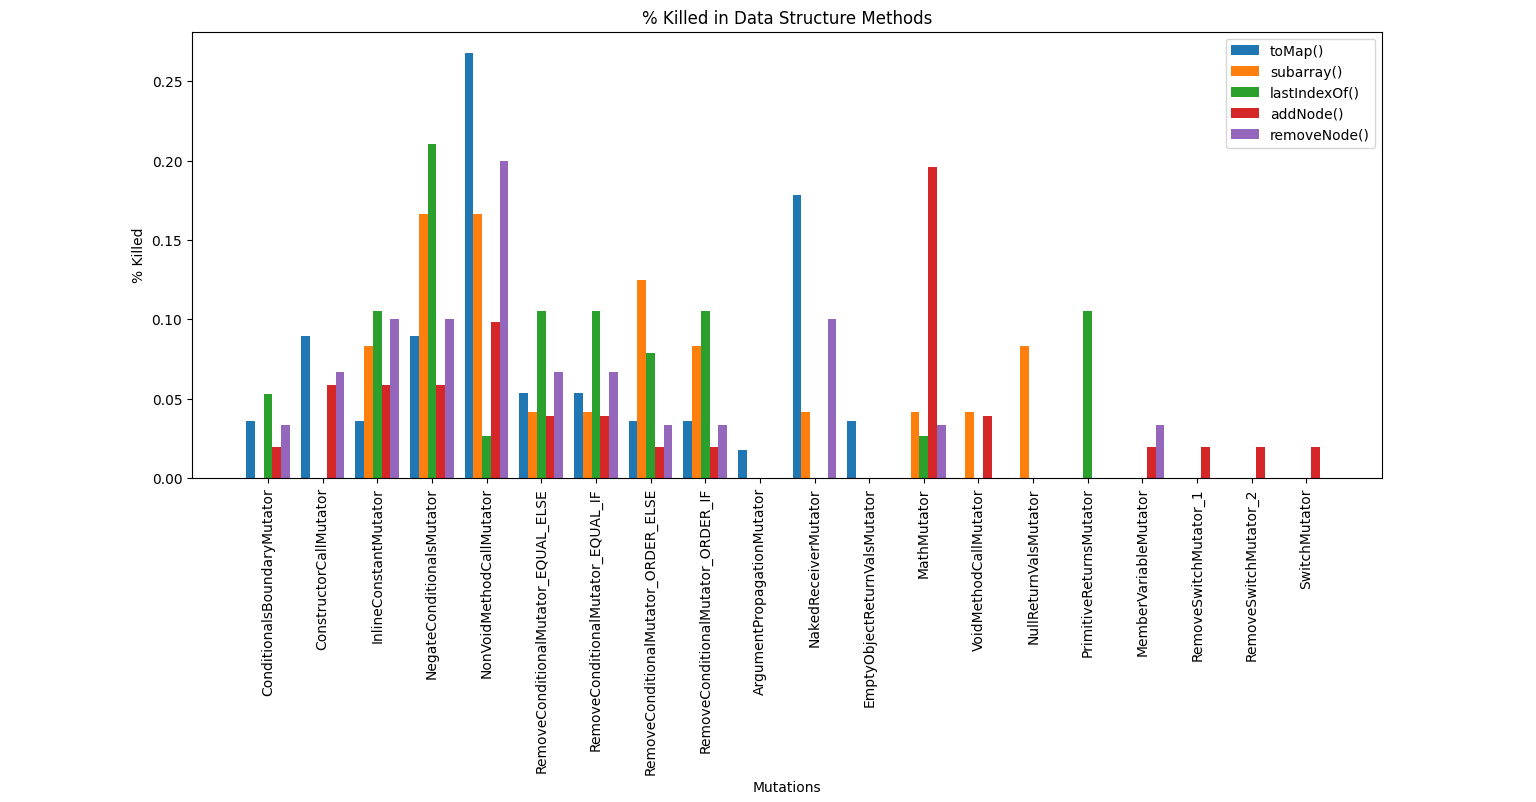 % Killed in Data Structure Methods
toMap()
subarray()
lastIndexOf()
addNode()
removeNode()
% Killed
0.25
0.20
0.15
0.10
0.05
0.00
ConditionalsBoundaryMutator
ConstructorCallMutator
InlineConstantMutator
NegateConditionalsMutator
NonVoidMethodCallMutator
RemoveConditionalMutator_EQUAL_ELSE
RemoveConditionalMutator_EQUAL_IF
RemoveConditionalMutator_ORDER_ELSE
RemoveConditionalMutator_ORDER_IF
ArgumentPropagationMutator
NakedReceiverMutator
EmptyObjectReturnValsMutator
MathMutator
VoidMethodCallMutator
NullReturnValsMutator
PrimitiveReturnsMutator
MemberVariableMutator
RemoveSwitchMutator_1
RemoveSwitchMutator_2
SwitchMutator
Mutations